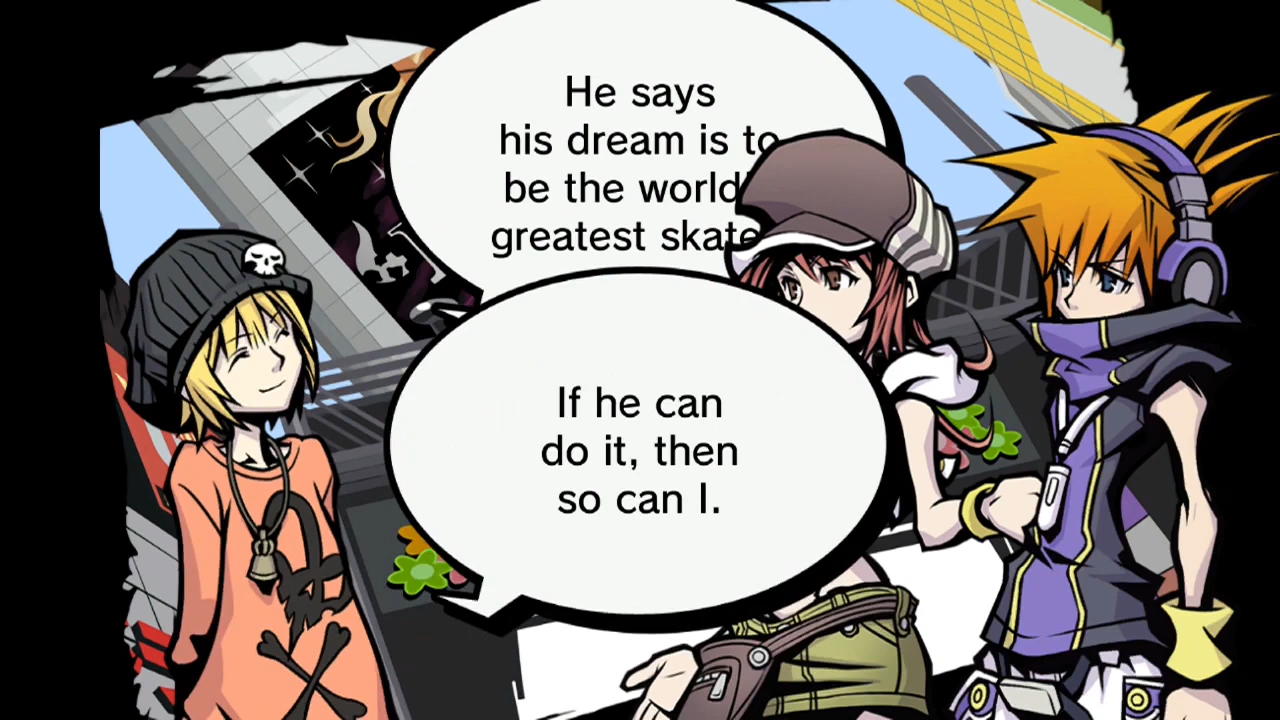 He says
his dream is to
be the world
greatest skate
If he can
do it, then
so can I.